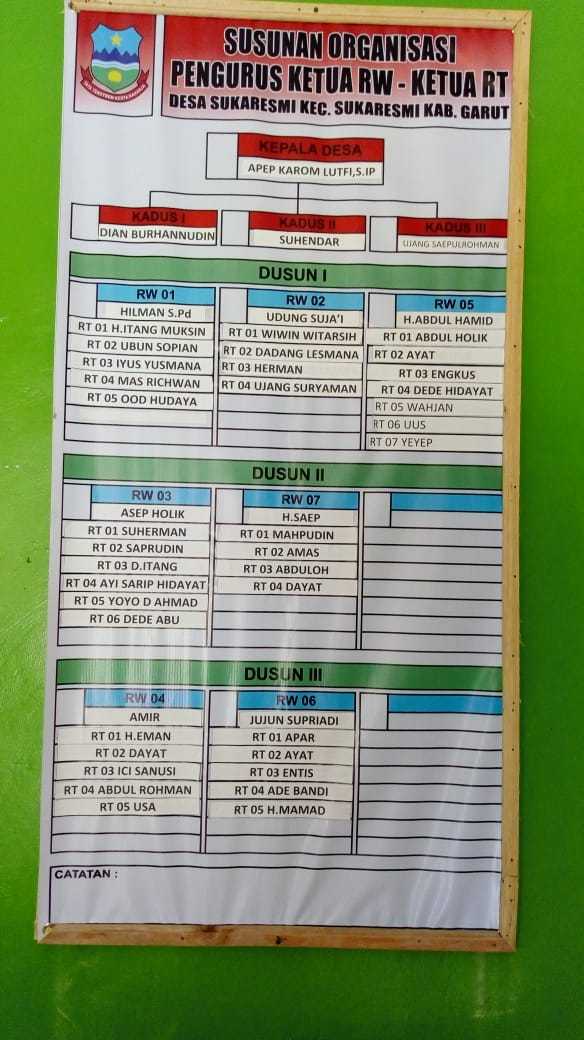 SUSUNAN ORGANISASI
PENGURUS KETUA RW - KETUA RT
DESA SUKARESMI KEC. SUKARESMI KAB. GARUT
KEPALA DESA
APEP KAROM LUTFI,S.IP
KADUS I
DIAN BURHANNUDIN
KADUS II
SUHENDAR
KADUS III
UJANG SAEPULROHMAN
DUSUN I
RW 01
HILMAN S.Pd
RT 01 H.ITANG MUKSIN
RT 02 UBUN SOPIAN
RT 03 IYUS YUSMANA
RT 04 MAS RICHWAN
RT 05 OOD HUDAYA
RW 02
UDUNG SUJA'I
RT 01 WIWIN WITARSIH
RT 02 DADANG LESMANA
RT 03 HERMAN
RT 04 UJANG SURYAMAN
RW 05
H.ABDUL HAMID
RT 01 ABDUL HOLIK
RT 02 AYAT
RT 03 ENGKUS
RT 04 DEDE HIDAYAT
RT 05 WAHJAN
RT 06 UUS
RT 07 YEYEP
DUSUN II
RW 03
ASEP HOLIK
RT 01 SUHERMAN
RT 02 SAPRUDIN
RT 03 D.ITANG
RT 04 AYI SARIP HIDAYAT
RT 05 YOYO D AHMAD
RT 06 DEDE ABU
RW 07
H.SAEP
RT 01 MAHPUDIN
RT 02 AMAS
RT 03 ABDULOH
RT 04 DAYAT
DUSUN III
RW 04
AMIR
RT 01 H.EMAN
RT 02 DAYAT
RT 03 ICI SANUSI
RT 04 ABDUL ROHMAN
RT 05 USA
RW 06
JUJUN SUPRIADI
RT 01 APAR
RT 02 AYAT
RT 03 ENTIS
RT 04 ADE BANDI
RT 05 H.MAMAD
CATATAN :